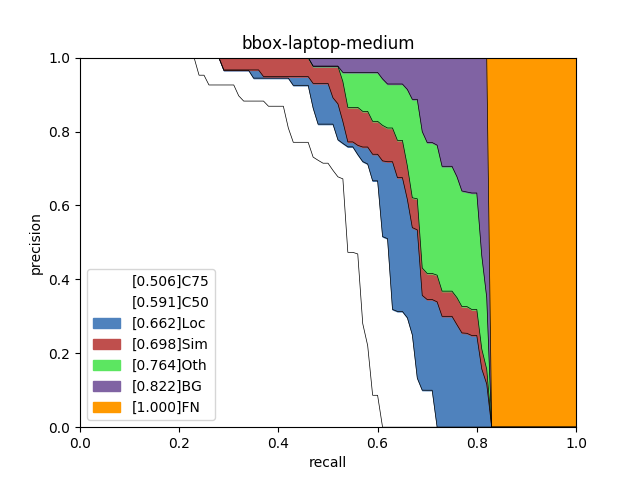 bbox-laptop-medium
1.0
0.8
0.6
0.4
0.2
0.0
precision
[0.506]C75
[0.591]C50
[0.662]Loc
[0.698]Sim
[0.764]Oth
[0.822]BG
[1.000]FN
0.0 0.2 0.4 0.6 0.8 1.0
recall